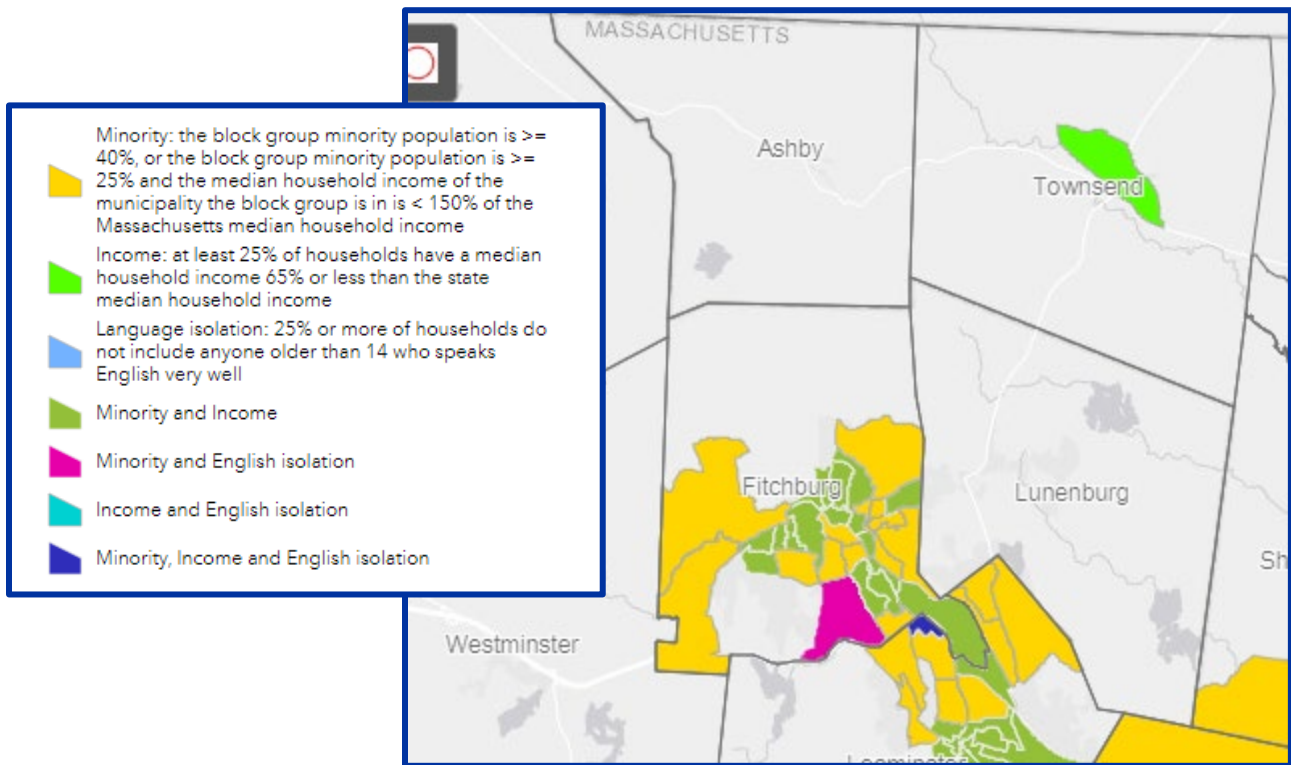 MASSACHUSETTS
Minority: the block group minority population is >=
40%, or the block group minority population is >=
25% and the median household income of the
municipality the block group is in is < 150% of the
Massachusetts median household income
Income: at least 25% of households have a median
household income 65% or less than the state
median household income
Language isolation: 25% or more of households do
not include anyone older than 14 who speaks
English very well
Minority and Income
Minority and English isolation
Income and English isolation
Minority, Income and English isolation
Ashby
Townsend
Fitchburg
Lunenburg
Sh
Westminster
Leominster